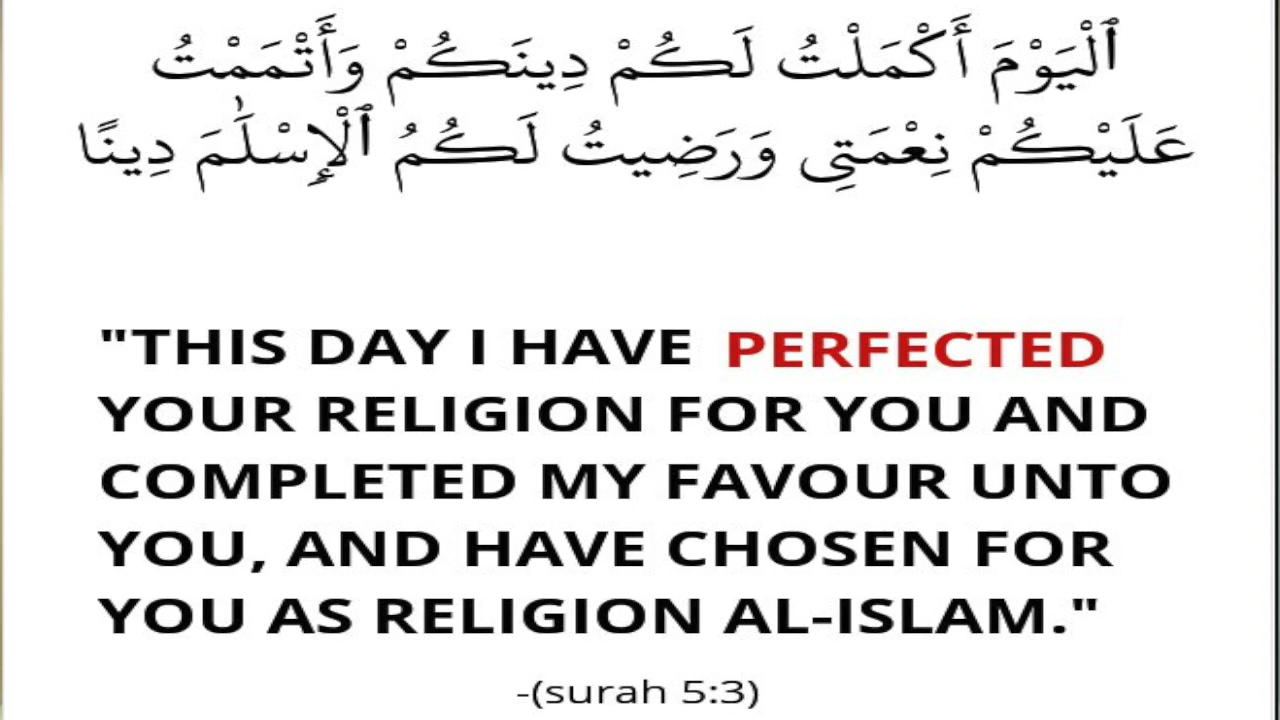 ٱلْيَوْمَ أَكْمَلْتُ لَكُمْ دِينَكُمْ وَأَتْمَمْتُ
عَلَيْكُمْ نِعْمَتِى وَرَضِيتُ لَكُمُ ٱلْإِسْلَٰمَ دِينًا
"THIS DAY I HAVE PERFECTED
YOUR RELIGION FOR YOU AND
COMPLETED MY FAVOUR UNTO
YOU, AND HAVE CHOSEN FOR
YOU AS RELIGION AL-ISLAM."
-(surah 5:3)